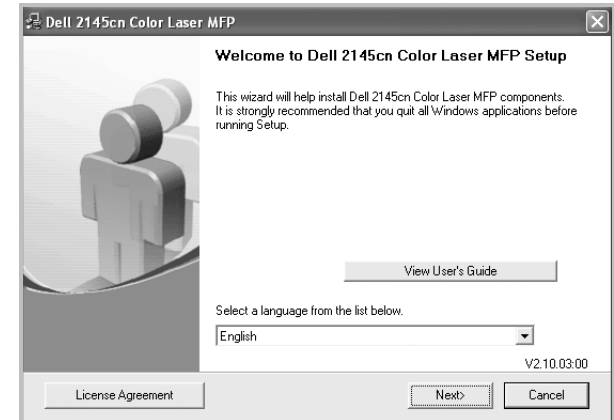 Dell 2145cn Color Laser MFP
Welcome to Dell 2145cn Color Laser MFP Setup
This wizard will help install Dell 2145cn Color Laser MFP components.
It is strongly recommended that you quit all Windows applications before
running Setup.
View User's Guide
Select a language from the list below.
English
V2.10.03:00
License Agreement
Next>
Cancel